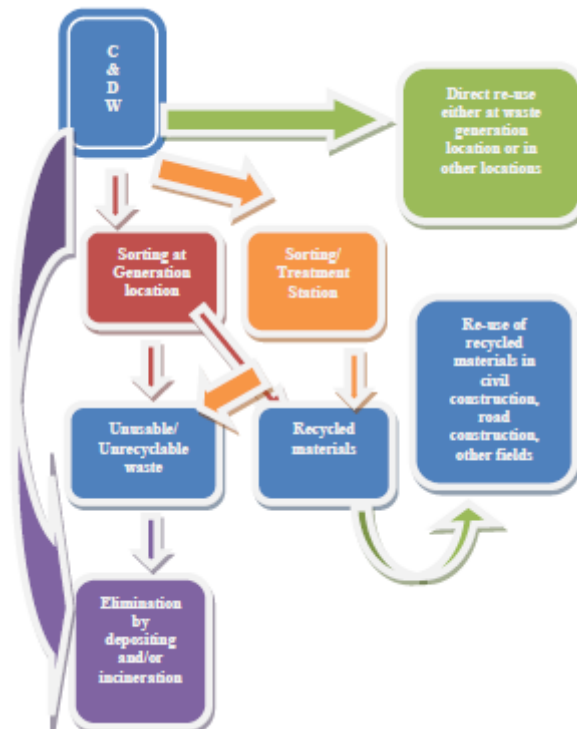 C
&
D
W
Direct re-use
either at waste
generation
location or in
other locations
Sorting at
Generation
location
Sorting/
Treatment
Station
Re-use of
recycled
materials in
civil
construction,
road
construction,
other fields
Unusable/
Unrecyclable
waste
Recycled
materials
Elimination
by
depositing
and/or
incineration